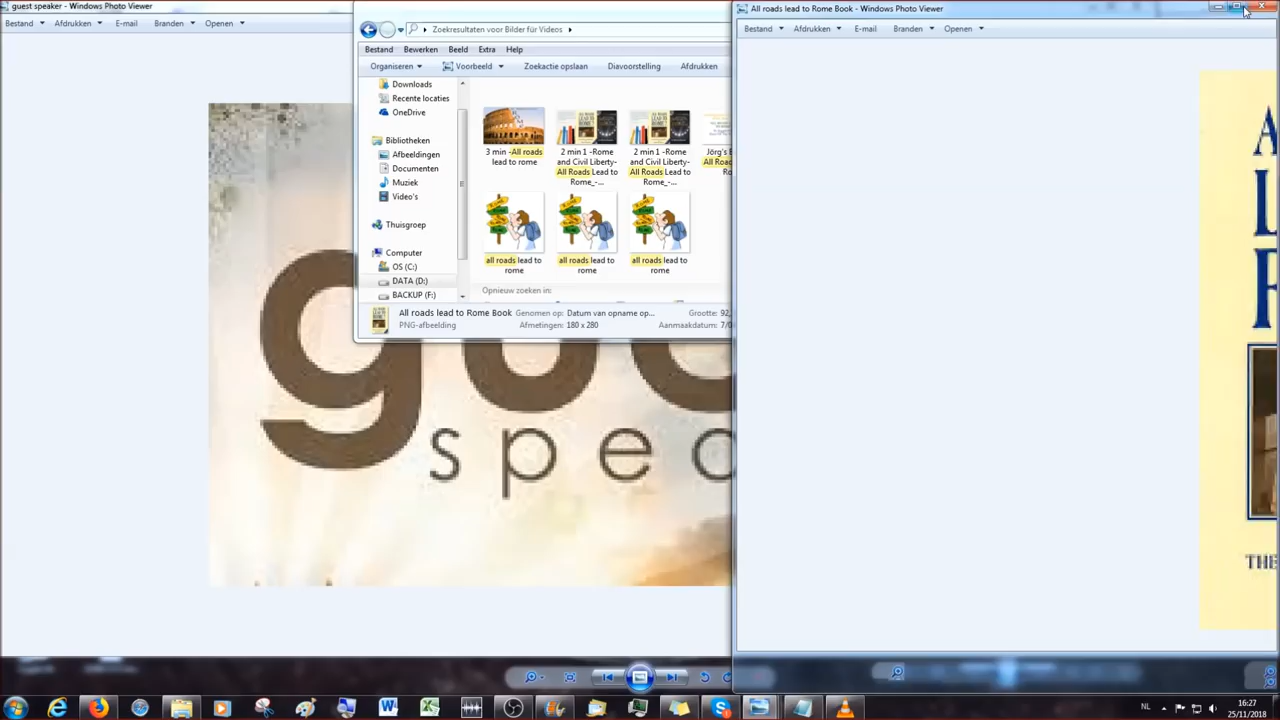 guest speaker - Windows Photo Viewer
Bestand Afdrukken E-mail Branden Openen
Zoekresultaten voor Bilder für Videos
Bestand Bewerken Beeld Extra Help
Organiseren Voorbeeld Zoekactie opslaan Diavoorstelling Afdrukken
Downloads
Recente locaties
OneDrive
Bibliotheken
Afbeeldingen
Documenten
Muziek
Video's
Thuisgroep
Computer
OS (C:)
DATA (D:)
BACKUP (F:)
3 min -All roads
lead to rome
2 min 1 -Rome
and Civil Liberty-
All Roads Lead to
Rome_-...
2 min 1 -Rome
and Civil Liberty-
All Roads Lead to
Rome_-...
Jörg's
All Roa
all roads lead to
rome
all roads lead to
rome
all roads lead to
rome
Opnieuw zoeken in:
All roads lead to Rome Book
PNG-afbeelding
Genomen op: Datum van opname op...
Afmetingen: 180 x 280
Grootte: 92,
Aanmaakdatum: 7/0
spea
All roads lead to Rome Book - Windows Photo Viewer
Bestand Afdrukken E-mail Branden Openen
A
L
THE
NL
16:27
25/11/2018